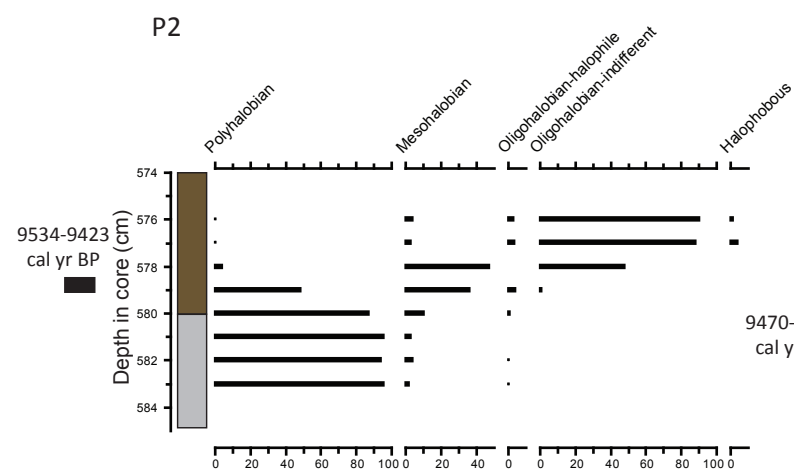 P2
Polyhalobian
Mesohalobian
Oligohalobian-halophile
Oligohalobian-indifferent
Halophobous
574
576
578
580
582
584
Depth in core (cm)
9534-9423
cal yr BP
9470-
cal y
0 20 40 60 80 100 0 20 40 0 0 20 40 60 80 100 0